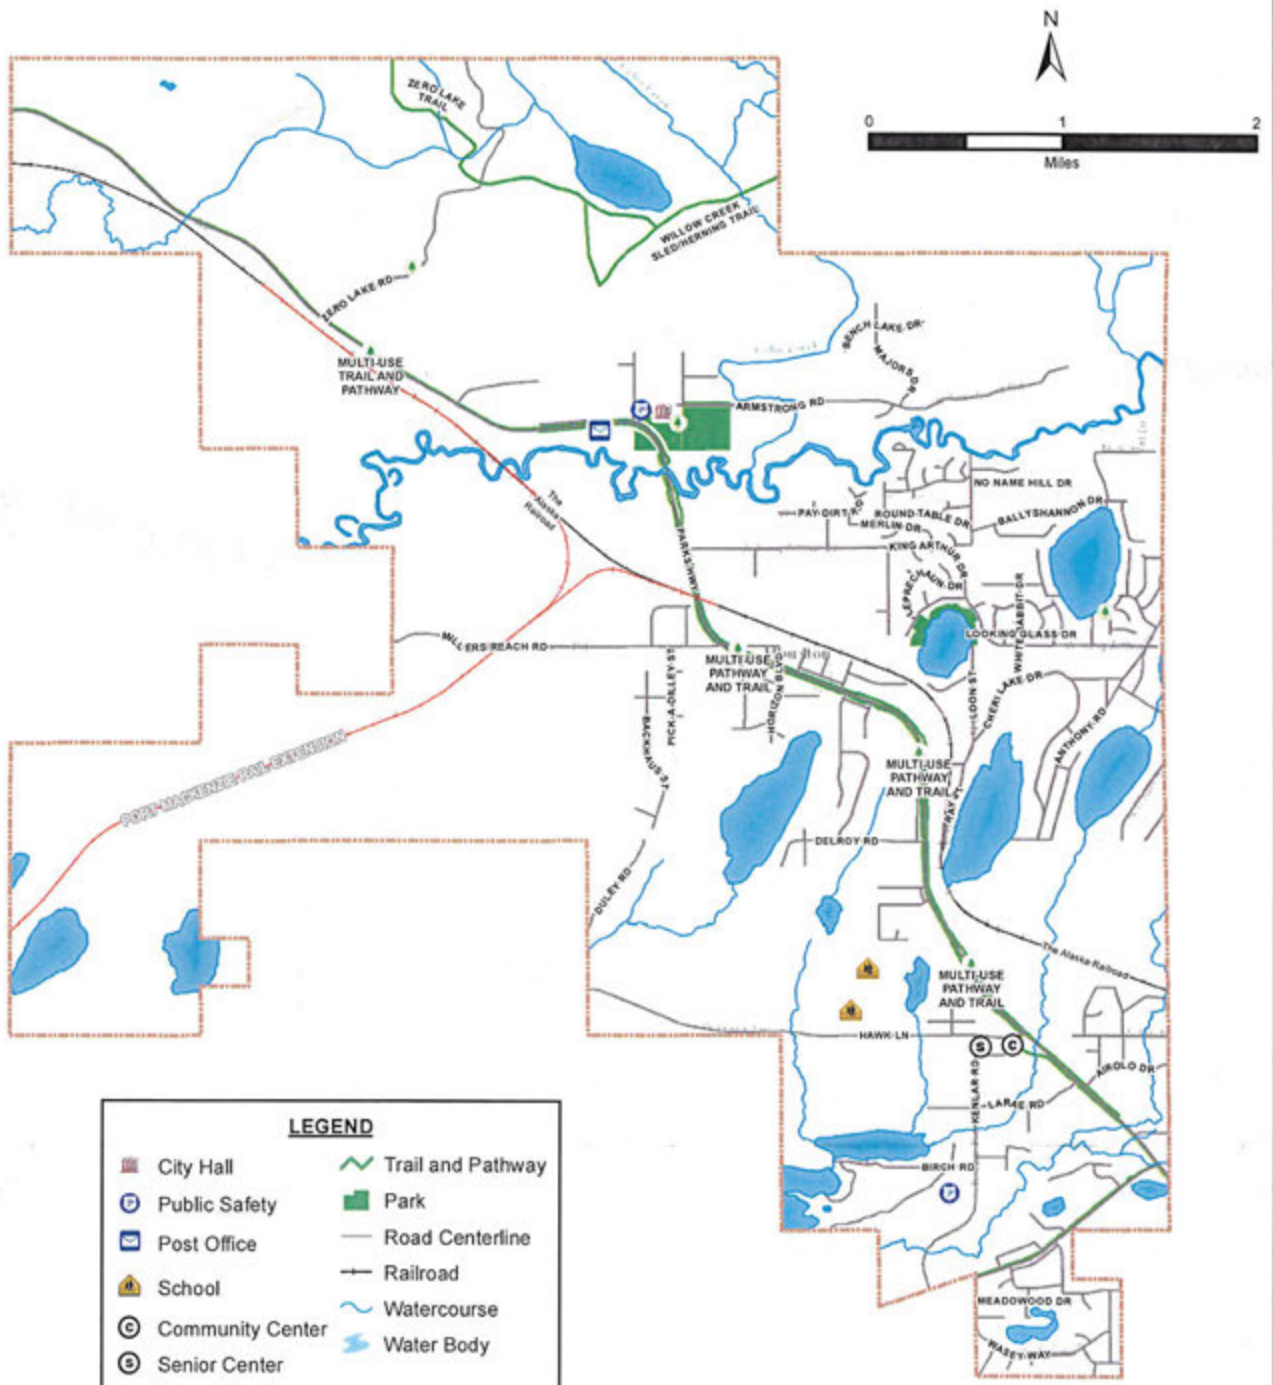 N
0 1 2
Miles
ZERO LAKE
TRAIL
WILLOW CREEK
SLED/HERNING TRAIL
ZERO LAKE RD
BENCH LAKE DR
MAJORS DR
MULTI-USE
TRAIL AND
PATHWAY
ARMSTRONG RD
The
Alaska
Railroad
NO NAME HILL DR
PAY DIRT RD
ROUND TABLE DR
BALLYSHANNON DR
MERLIN DR
PARKS HWY
KING ARTHUR DR
LEPRECHAUN DR
WHITE RABBIT DR
LOOKING GLASS DR
MILLERS REACH RD
Houston
MULTI-USE
PATHWAY
AND TRAIL
PICK-A-DILLEY ST
HORIZON BLVD
LOON ST
CHERI LAKE DR
BACKHAUS ST
ANTHONY RD
PORT MACKENZIE RAIL EXTENSION
MULTI-USE
PATHWAY
AND TRAIL
DELROY RD
DULEY RD
The Alaska Railroad
MULTI-USE
PATHWAY
AND TRAIL
HAWK LN
S
C
AIROLO DR
KENLAR RD
LARAE RD
BIRCH RD
MEADOWOOD DR
WASEY WAY
LEGEND
City Hall
Public Safety
Post Office
School
C Community Center
S Senior Center
Trail and Pathway
Park
Road Centerline
Railroad
Watercourse
Water Body